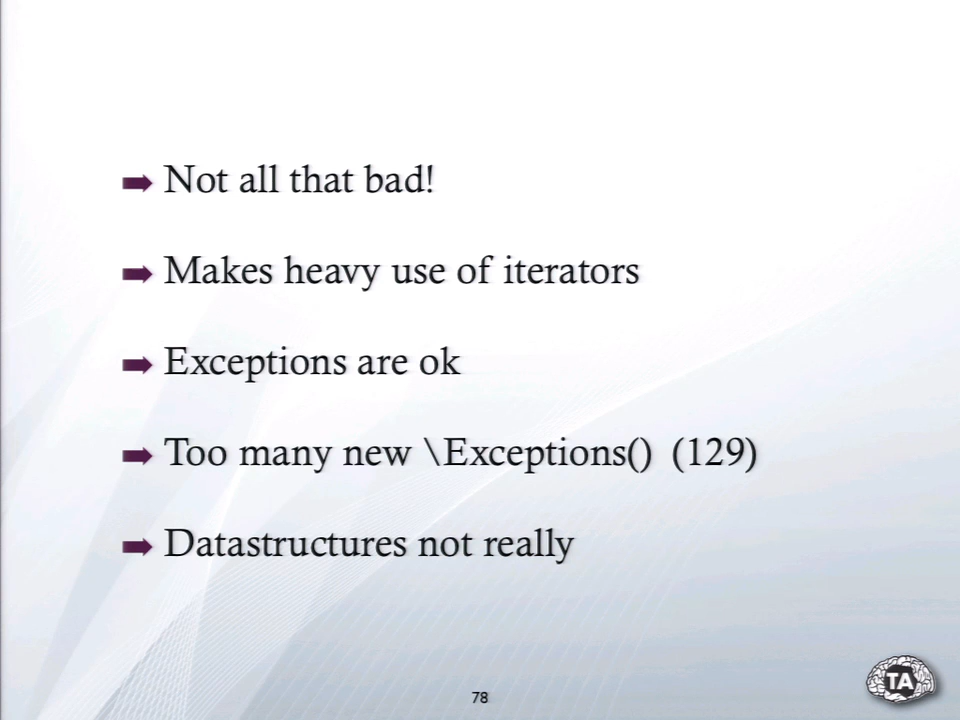 Not all that bad!
Makes heavy use of iterators
Exceptions are ok
Too many new \Exceptions() (129)
Datastructures not really
78
TA